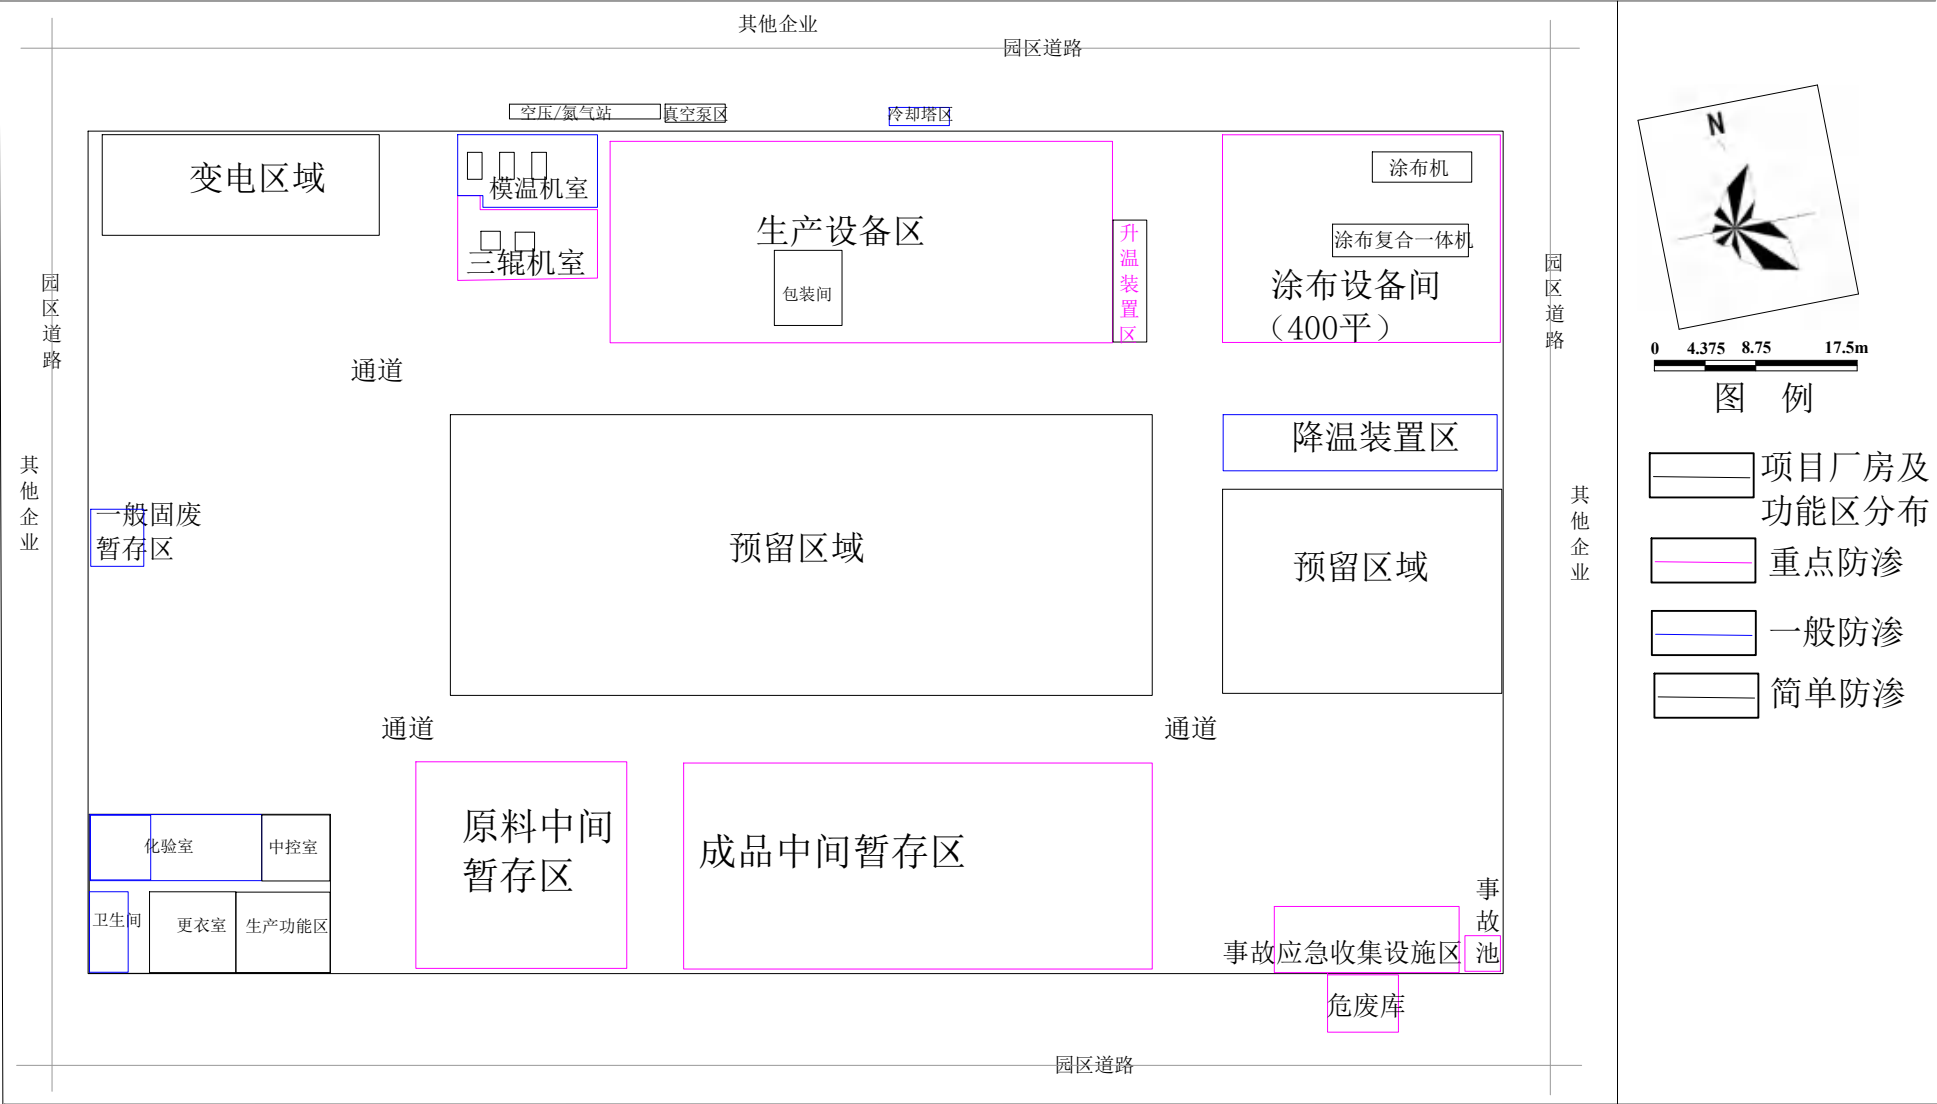 其他企业
园区道路
空压/氮气站
真空泵区
冷却塔区
变电区域
模温机室
三辊机室
生产设备区
包装间
升温装置区
涂布机
涂布复合一体机
涂布设备间
（400平）
园区道路
园区道路
通道
降温装置区
其他企业
其他企业
一般固废
暂存区
预留区域
预留区域
通道
通道
原料中间
暂存区
成品中间暂存区
化验室
中控室
卫生间
更衣室
生产功能区
事故应急收集设施区
事故池
危废库
园区道路
N
0 4.375 8.75 17.5m
图 例
项目厂房及
功能区分布
重点防渗
一般防渗
简单防渗